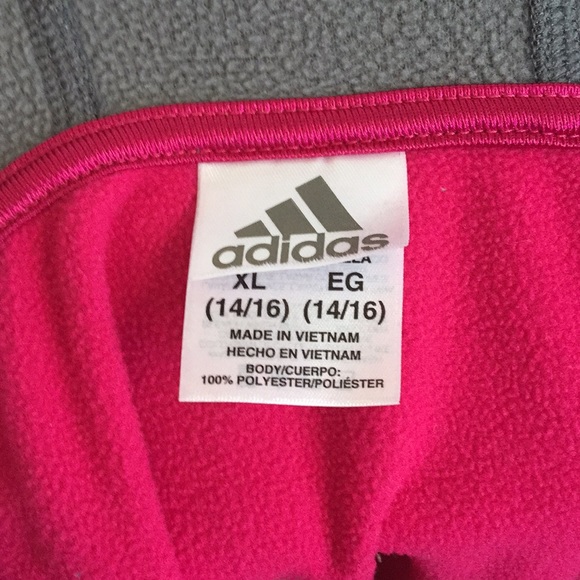 adidas
XL EG
(14/16) (14/16)
MADE IN VIETNAM
HECHO EN VIETNAM
BODY/CUERPO:
100% POLYESTER/POLIÉSTER